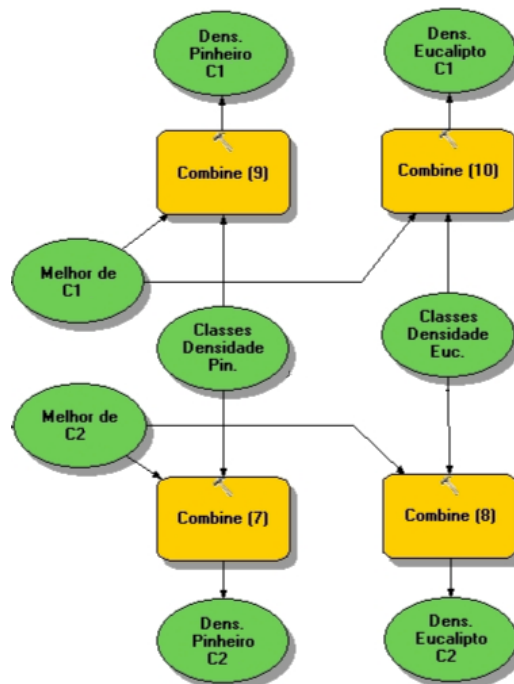 Dens.
Pinheiro
C1
Dens.
Eucalipto
C1
Combine (9)
Combine (10)
Melhor de
C1
Classes
Densidade
Pin.
Classes
Densidade
Euc.
Melhor de
C2
Combine (7)
Combine (8)
Dens.
Pinheiro
C2
Dens.
Eucalipto
C2